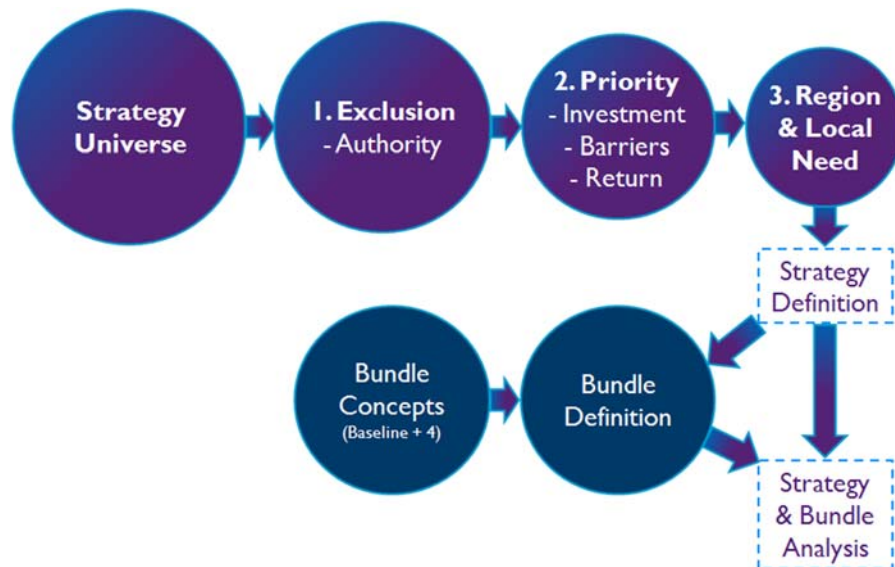 Strategy
Universe
1. Exclusion
- Authority
2. Priority
- Investment
- Barriers
- Return
3. Region
& Local
Need
Strategy
Definition
Bundle
Concepts
(Baseline + 4)
Bundle
Definition
Strategy
& Bundle
Analysis